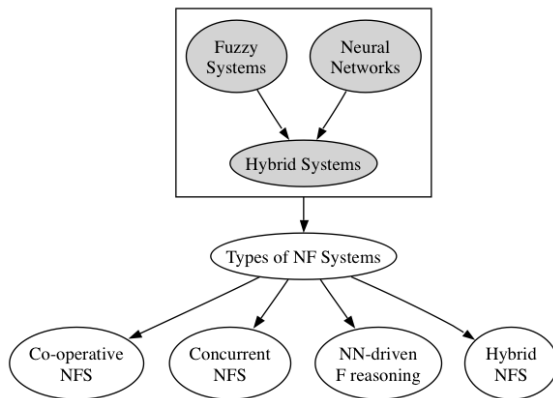 Fuzzy
Systems
Neural
Networks
Hybrid Systems
Types of NF Systems
Co-operative
NFS
Concurrent
NFS
NN-driven
F reasoning
Hybrid
NFS